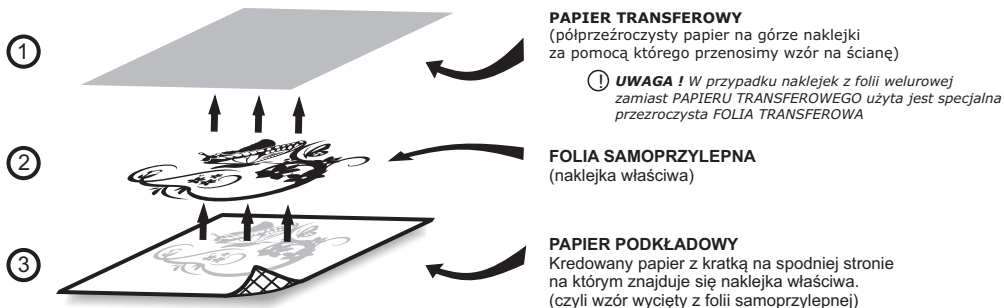 1
PAPIER TRANSFEROWY
(półprzeźroczysty papier na górze naklejki
za pomocą którego przenosimy wzór na ścianę)
! UWAGA ! W przypadku naklejek z folii welurowej
zamiast PAPIERU TRANSFEROWEGO użyta jest specjalna
przezroczysta FOLIA TRANSFEROWA
2
FOLIA SAMOPRZYLEPNA
(naklejka właściwa)
3
PAPIER PODKŁADOWY
Kredowany papier z kratką na spodniej stronie
na którym znajduje się naklejka właściwa.
(czyli wzór wycięty z folii samoprzylepnej)